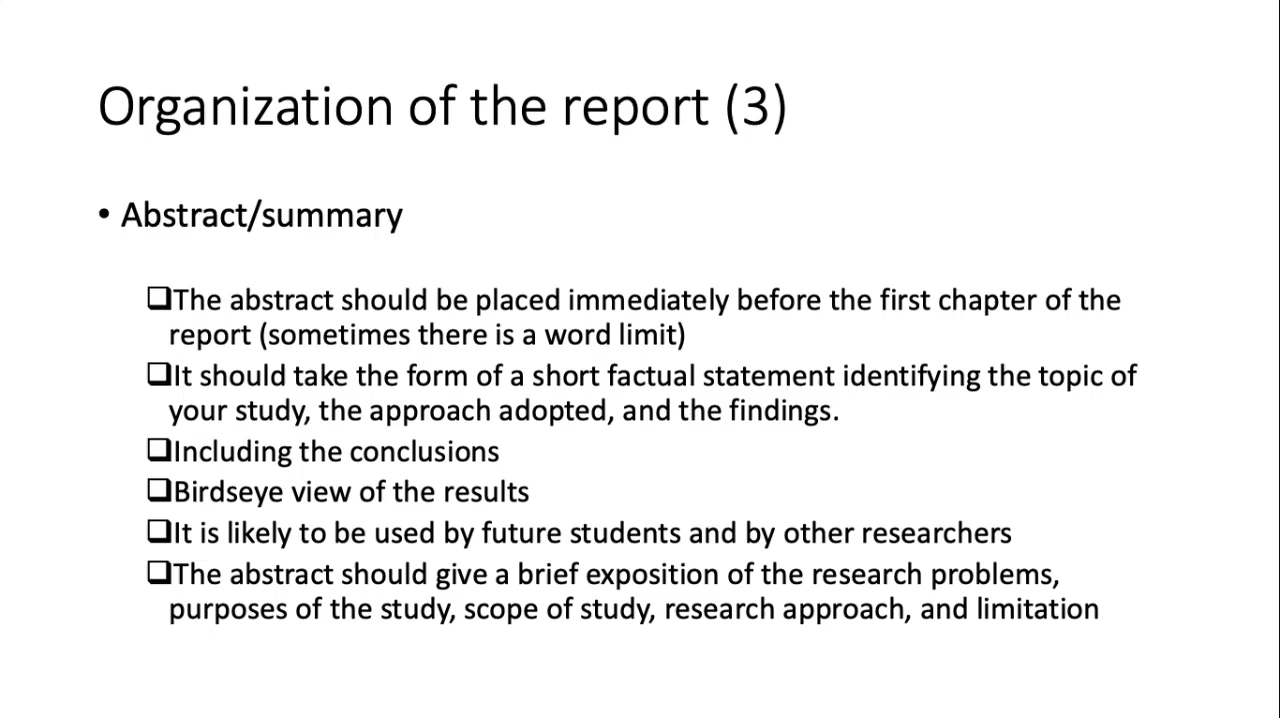 Organization of the report (3)
• Abstract/summary
❑The abstract should be placed immediately before the first chapter of the
report (sometimes there is a word limit)
❑It should take the form of a short factual statement identifying the topic of
your study, the approach adopted, and the findings.
❑Including the conclusions
❑Birdseye view of the results
❑It is likely to be used by future students and by other researchers
❑The abstract should give a brief exposition of the research problems,
purposes of the study, scope of study, research approach, and limitation